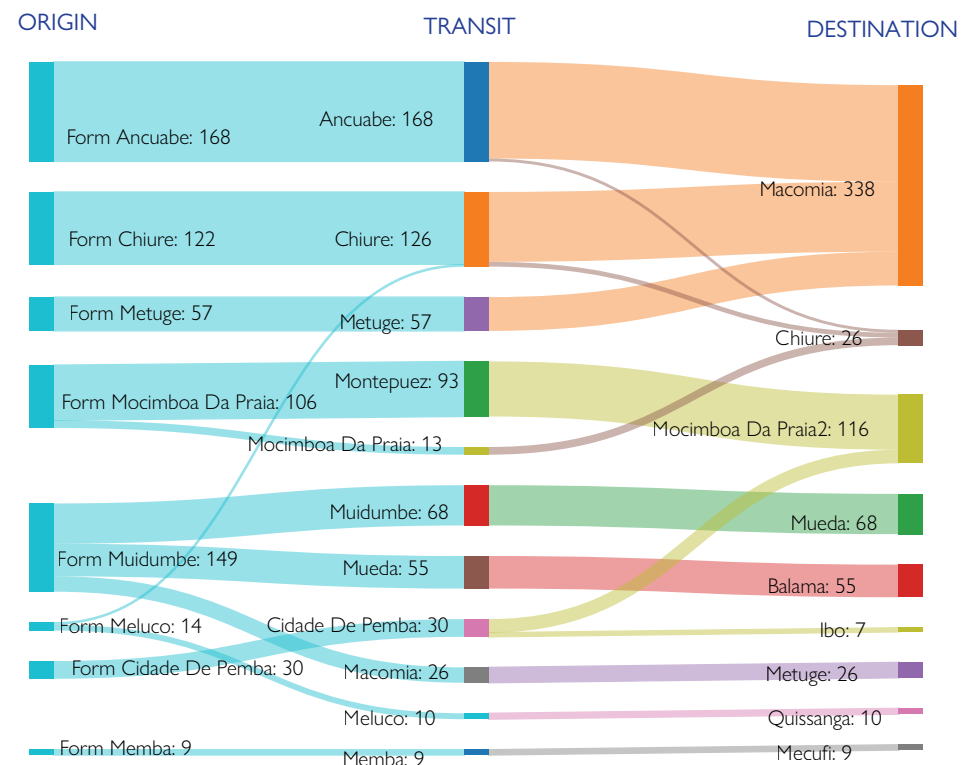 ORIGIN
TRANSIT
DESTINATION
Form Ancuabe: 168
Ancuabe: 168
Macomia: 338
Form Chiure: 122
Chiure: 126
Form Metuge: 57
Metuge: 57
Chiure: 26
Montepuez: 93
Form Mocimboa Da Praia: 106
Mocimboa Da Praia: 13
Mocimboa Da Praia2: 116
Muidumbe: 68
Mueda: 68
Form Muidumbe: 149
Mueda: 55
Balama: 55
Form Meluco: 14
Cidade De Pemba: 30
Ibo: 7
Form Cidade De Pemba: 30
Macomia: 26
Metuge: 26
Meluco: 10
Quissanga: 10
Form Memba: 9
Memba: 9
Mecufi: 9